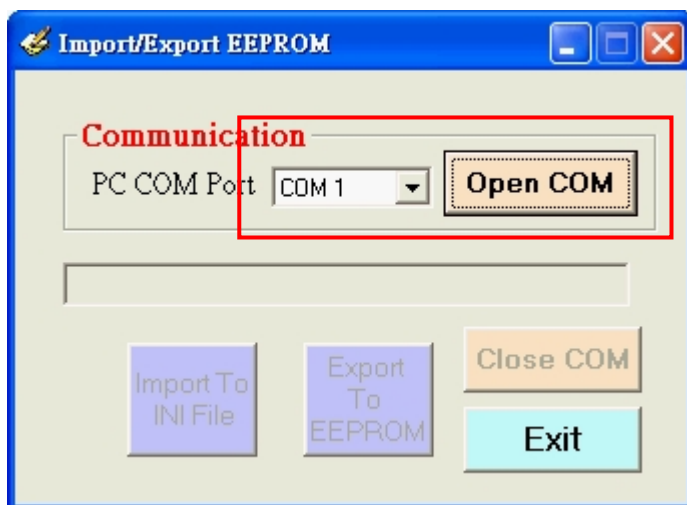 Import/Export EEPROM
Communication
PC COM Port
COM 1
Open COM
Import To
INI File
Export
To
EEPROM
Close COM
Exit